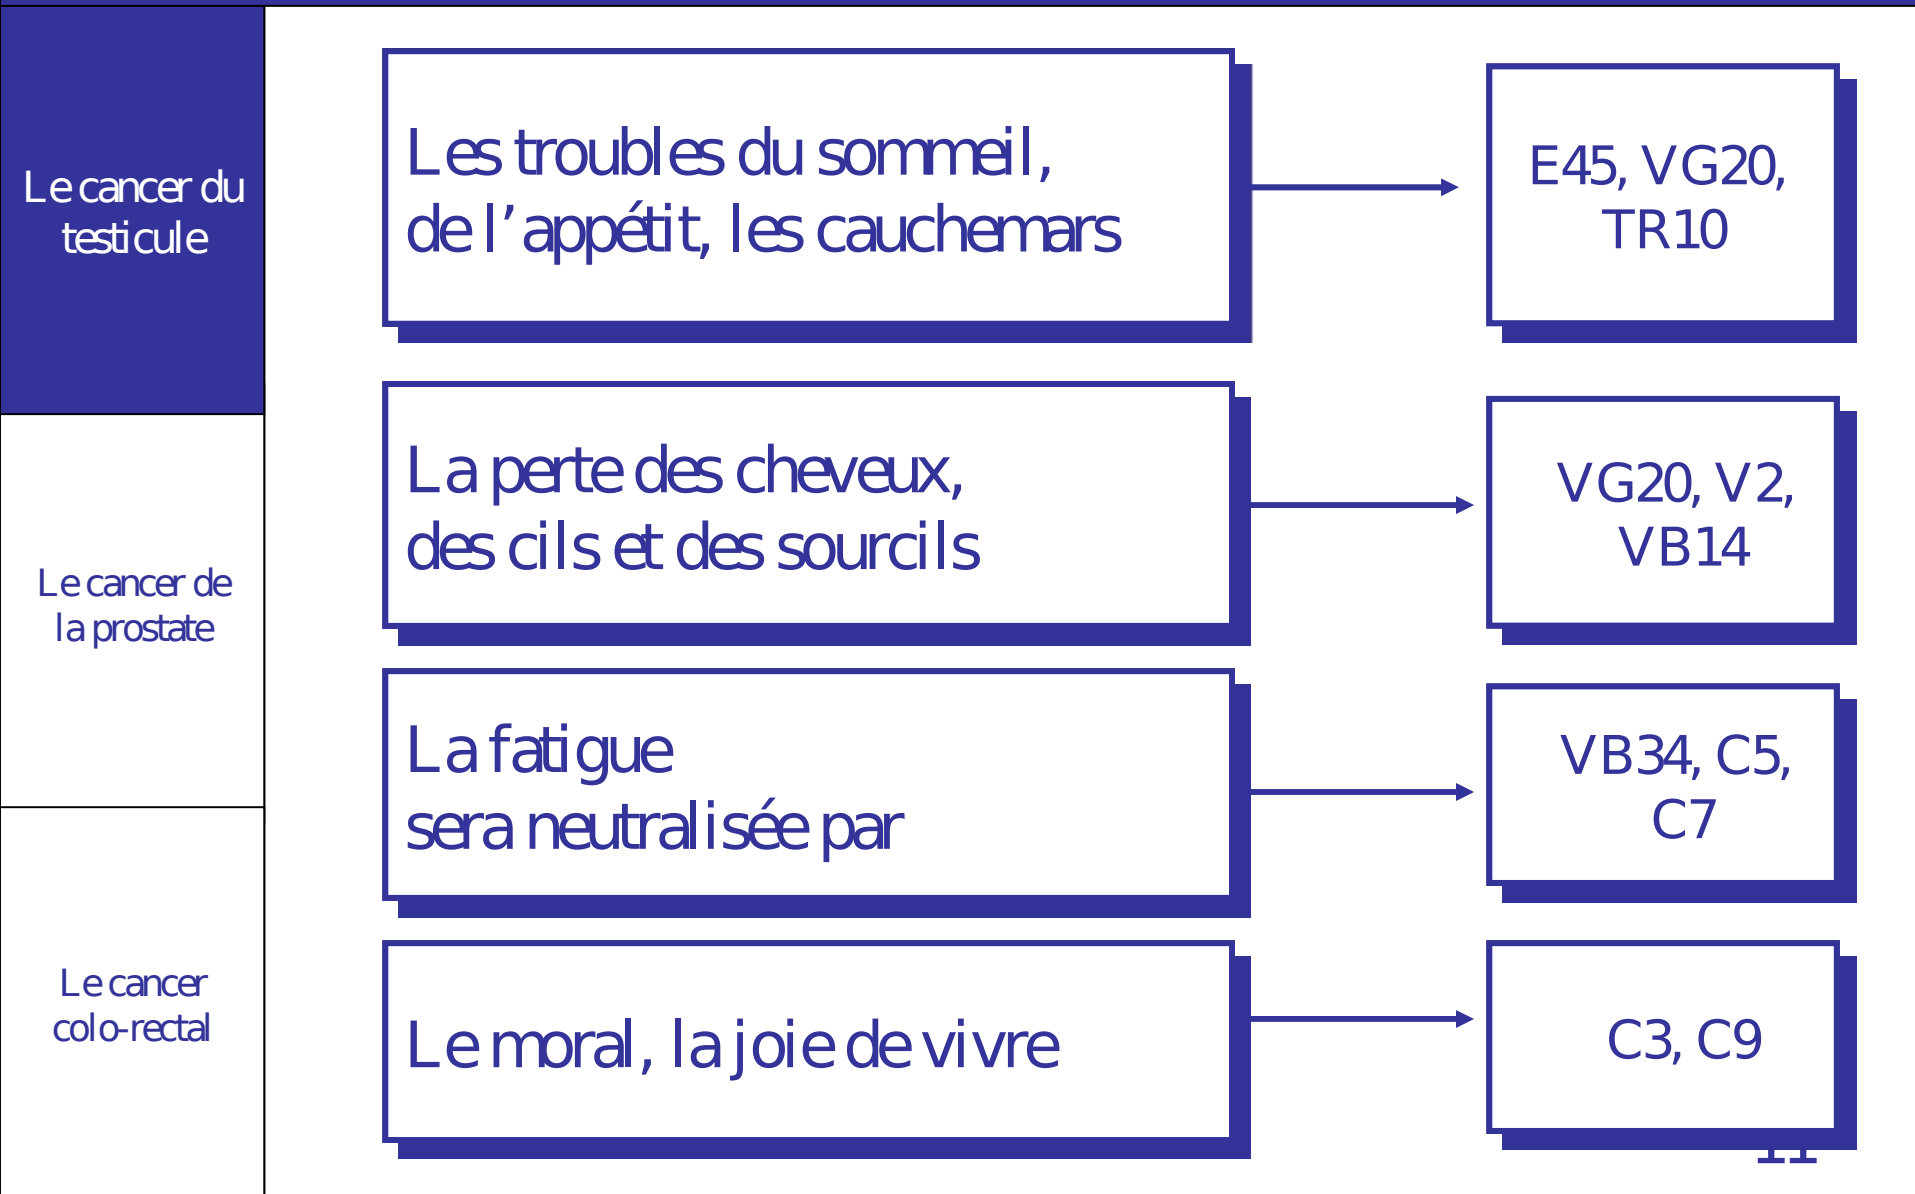 Le cancer du
testicule
Le cancer de
la prostate
Le cancer
colo-rectal
Les troubles du sommeil,
de l’appétit, les cauchemars
E45, VG20,
TR10
La perte des cheveux,
des cils et des sourcils
VG20, V2,
VB14
La fatigue
sera neutralisée par
VB34, C5,
C7
Le moral, la joie de vivre
C3, C9